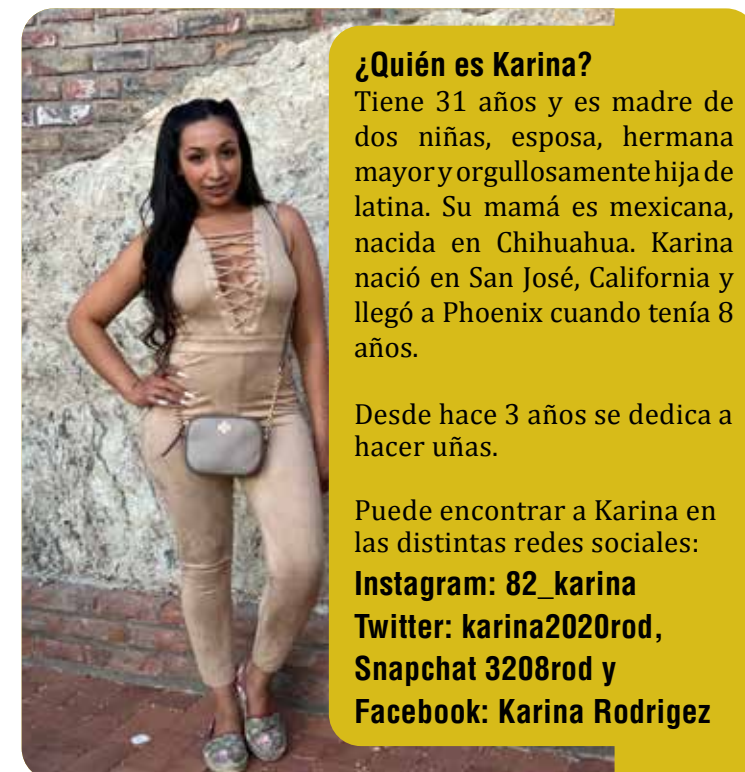 ¿Quién es Karina?
Tiene 31 años y es madre de
dos niñas, esposa, hermana
mayor y orgullosamente hija de
latina. Su mamá es mexicana,
nacida en Chihuahua. Karina
nació en San José, California y
llegó a Phoenix cuando tenía 8
años.
Desde hace 3 años se dedica a
hacer uñas.
Puede encontrar a Karina en
las distintas redes sociales:
Instagram: 82_karina
Twitter: karina2020rod,
Snapchat 3208rod y
Facebook: Karina Rodrigez